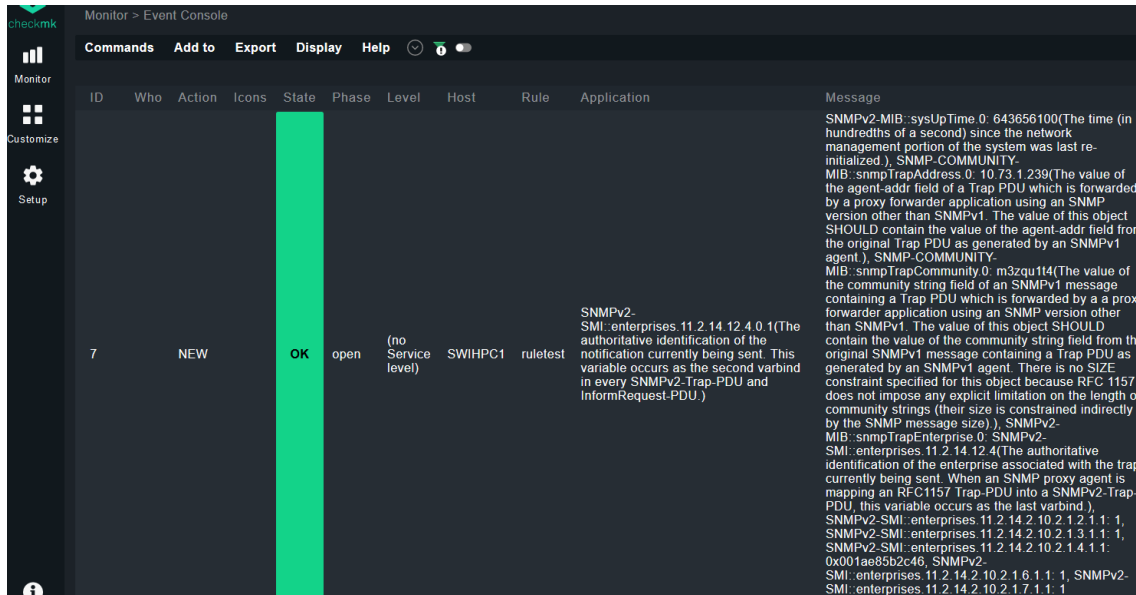 checkmk
Monitor > Event Console
Commands Add to Export Display Help
Monitor
Customize
Setup
ID Who Action Icons State Phase Level Host Rule Application Message
7 NEW OK open
(no
Service
level)
SWIHPC1 ruletest
SNMPv2-
SMI::enterprises.11.2.14.12.4.0.1(The
authoritative identification of the
notification currently being sent. This
variable occurs as the second varbind
in every SNMPv2-Trap-PDU and
InformRequest-PDU.)
SNMPv2-MIB::sysUpTime.0: 643656100(The time (in
hundredths of a second) since the network
management portion of the system was last re-
initialized.), SNMP-COMMUNITY-
MIB::snmpTrapAddress.0: 10.73.1.239(The value of
the agent-addr field of a Trap PDU which is forwarded
by a proxy forwarder application using an SNMP
version other than SNMPv1. The value of this object
SHOULD contain the value of the agent-addr field from
the original Trap PDU as generated by an SNMPv1
agent.), SNMP-COMMUNITY-
MIB::snmpTrapCommunity.0: m3zqu1t4(The value of
the community string field of an SNMPv1 message
containing a Trap PDU which is forwarded by a a prox
forwarder application using an SNMP version other
than SNMPv1. The value of this object SHOULD
contain the value of the community string field from th
original SNMPv1 message containing a Trap PDU as
generated by an SNMPv1 agent. There is no SIZE
constraint specified for this object because RFC 1157
does not impose any explicit limitation on the length o
community strings (their size is constrained indirectly
by the SNMP message size).), SNMPv2-
MIB::snmpTrapEnterprise.0: SNMPv2-
SMI::enterprises.11.2.14.12.4(The authoritative
identification of the enterprise associated with the trap
currently being sent. When an SNMP proxy agent is
mapping an RFC1157 Trap-PDU into a SNMPv2-Trap-
PDU, this variable occurs as the last varbind.),
SNMPv2-SMI::enterprises.11.2.14.2.10.2.1.2.1.1: 1,
SNMPv2-SMI::enterprises.11.2.14.2.10.2.1.3.1.1: 1,
SNMPv2-SMI::enterprises.11.2.14.2.10.2.1.4.1.1:
0x001ae85b2c46, SNMPv2-
SMI::enterprises.11.2.14.2.10.2.1.6.1.1: 1, SNMPv2-
SMI::enterprises.11.2.14.2.10.2.1.7.1.1: 1